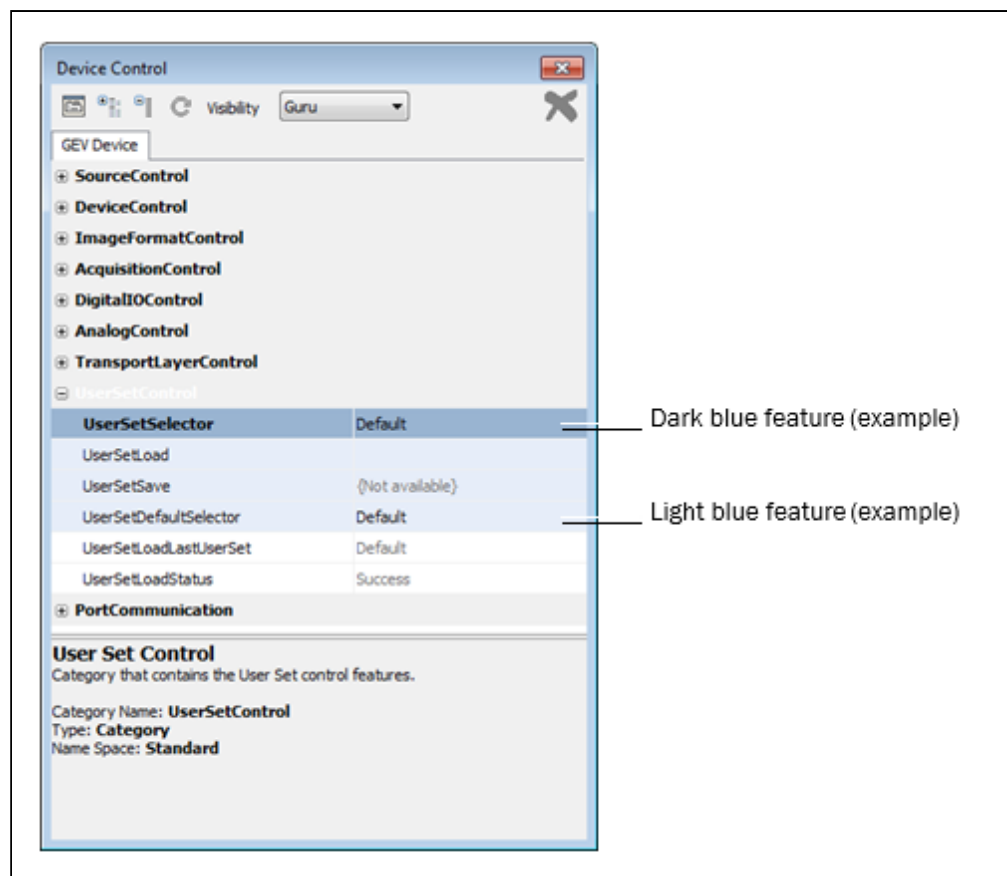 Device Control
Visibility Guru
GEV Device
SourceControl
DeviceControl
ImageFormatControl
AcquisitionControl
DigitalIOControl
AnalogControl
TransportLayerControl
UserSetControl
UserSetSelector Default
Dark blue feature (example)
UserSetLoad
UserSetSave {Not available}
UserSetDefaultSelector Default
Light blue feature (example)
UserSetLoadLastUserSet Default
UserSetLoadStatus Success
PortCommunication
User Set Control
Category that contains the User Set control features.
Category Name: UserSetControl
Type: Category
Name Space: Standard